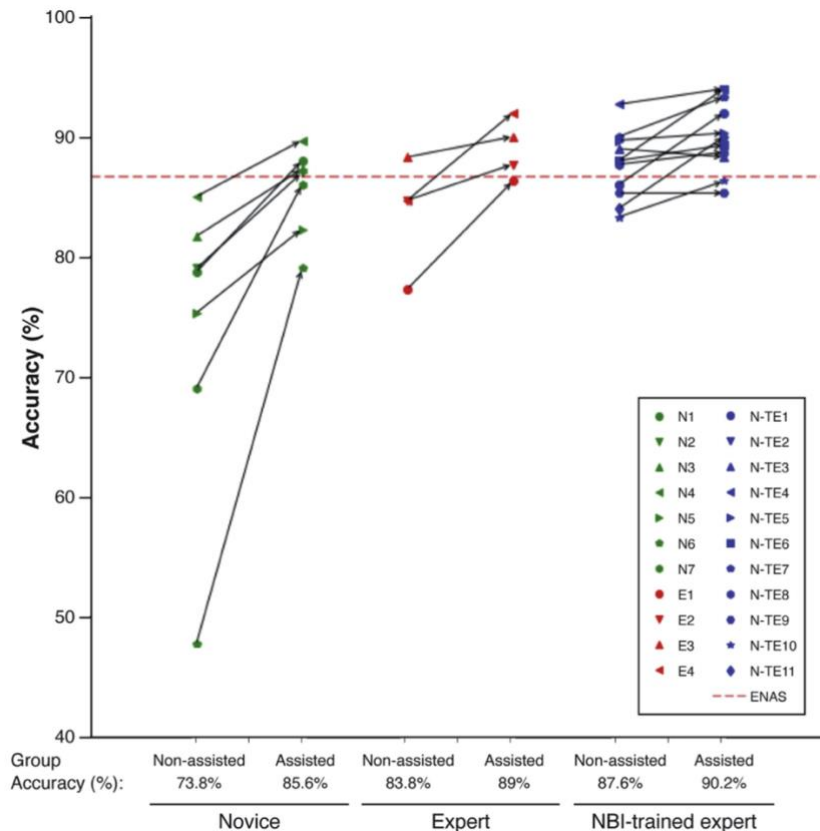 100
90
80
70
60
50
40
Accuracy (%)
N1 N-TE1
N2 N-TE2
N3 N-TE3
N4 N-TE4
N5 N-TE5
N6 N-TE6
N7 N-TE7
E1 N-TE8
E2 N-TE9
E3 N-TE10
E4 N-TE11
ENAS
Group Non-assisted Assisted Non-assisted Assisted Non-assisted Assisted
Accuracy (%): 73.8% 85.6% 83.8% 89% 87.6% 90.2%
Novice Expert NBI-trained expert